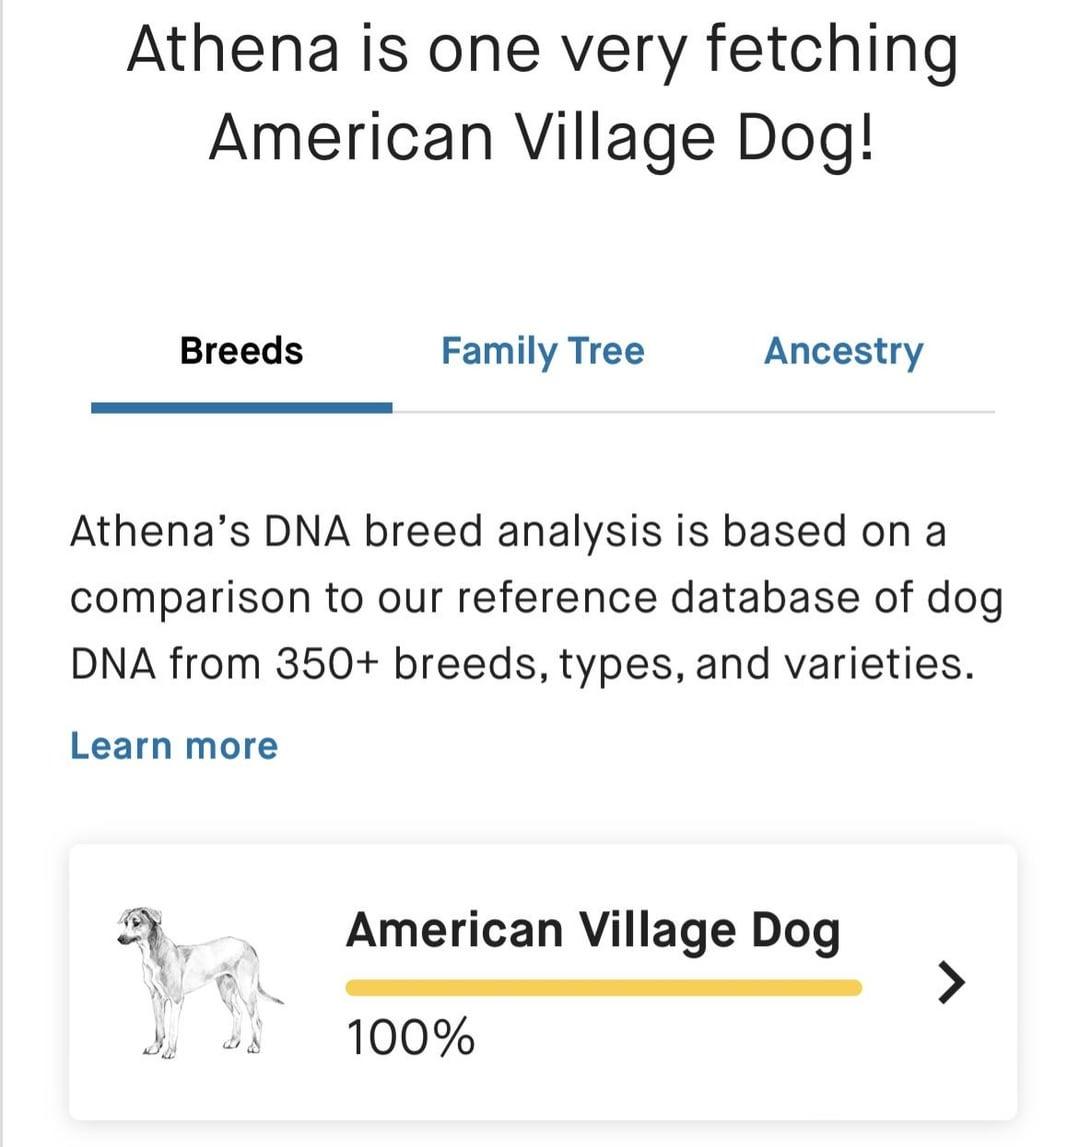 Athena is one very fetching
American Village Dog!
Breeds
Family Tree
Ancestry
Athena’s DNA breed analysis is based on a
comparison to our reference database of dog
DNA from 350+ breeds, types, and varieties.
Learn more
American Village Dog
100%